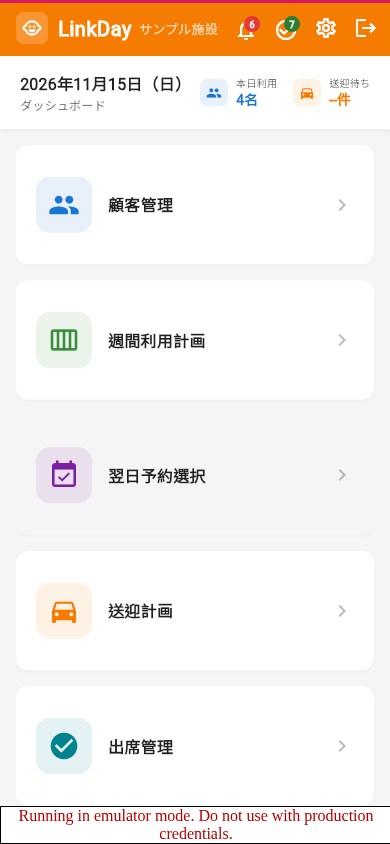 LinkDay サンプル施設 6 7
2026年11月15日（日）
ダッシュボード
本日利用
4名
送迎待ち
--件
顧客管理
週間利用計画
翌日予約選択
送迎計画
出席管理
Running in emulator mode. Do not use with production
credentials.